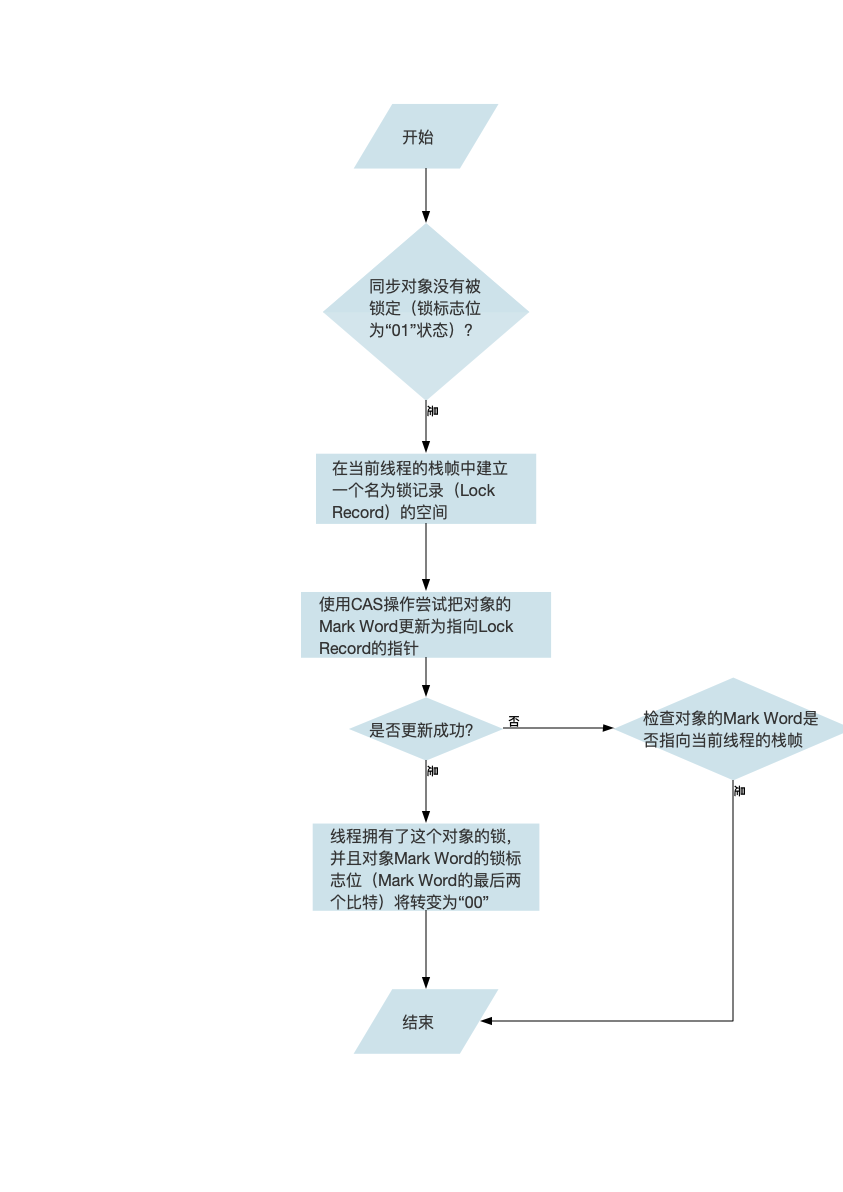 开始
同步对象没有被
锁定（锁标志位
为“01”状态）?
是
在当前线程的栈帧中建立
一个名为锁记录（Lock
Record）的空间
使用CAS操作尝试把对象的
Mark Word更新为指向Lock
Record的指针
是否更新成功?
否
检查对象的Mark Word是
否指向当前线程的栈帧
是
是
线程拥有了这个对象的锁，
并且对象Mark Word的锁标
志位（Mark Word的最后两
个比特）将转变为“00”
结束